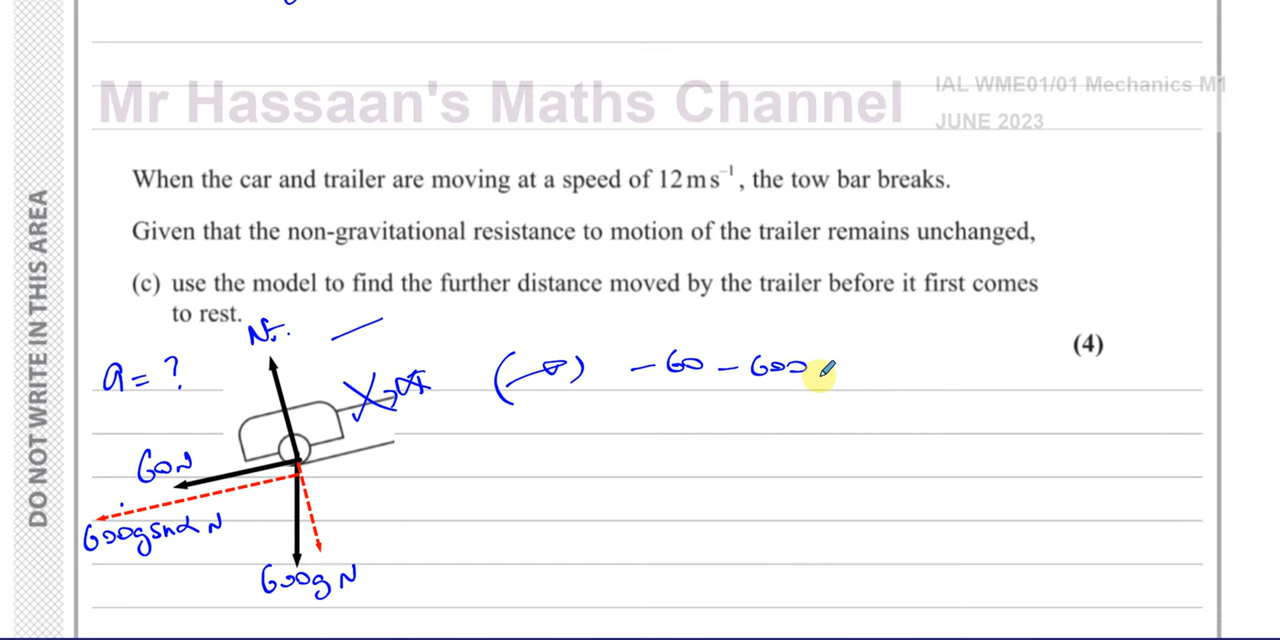 Mr Hassaan's Maths Channel
IAL WME01/01 Mechanics M1
JUNE 2023
DO NOT WRITE IN THIS AREA
When the car and trailer are moving at a speed of 12 m s⁻¹, the tow bar breaks.
Given that the non-gravitational resistance to motion of the trailer remains unchanged,
(c) use the model to find the further distance moved by the trailer before it first comes
to rest.
(4)
a = ?
- 60 - 600
60N
600g sinα N
600g N